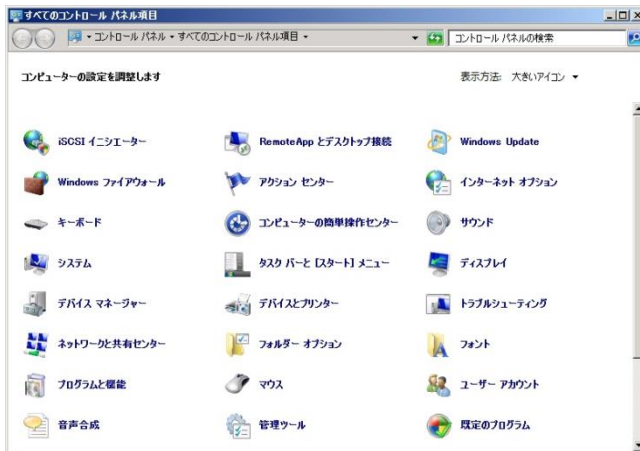 すべてのコントロール パネル項目
コントロール パネル ▾ すべてのコントロール パネル項目 ▾
コントロール パネルの検索
コンピューターの設定を調整します
表示方法: 大きいアイコン ▾
iSCSI イニシエーター
RemoteApp とデスクトップ接続
Windows Update
Windows ファイアウォール
アクション センター
インターネット オプション
キーボード
コンピューターの簡単操作センター
サウンド
システム
タスク バーと [スタート] メニュー
ディスプレイ
デバイス マネージャー
デバイスとプリンター
トラブルシューティング
ネットワークと共有センター
フォルダー オプション
フォント
プログラムと機能
マウス
ユーザー アカウント
音声合成
管理ツール
既定のプログラム